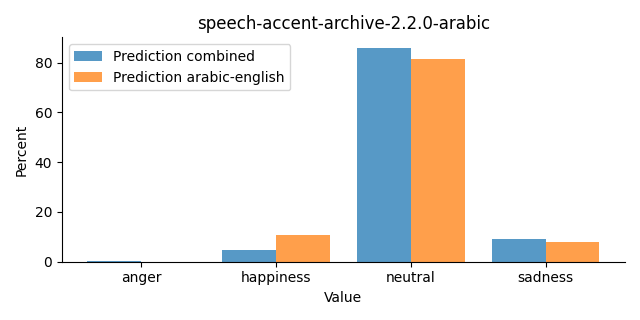 speech-accent-archive-2.2.0-arabic
Prediction combined
Prediction arabic-english
Percent
80
60
40
20
0
anger happiness neutral sadness
Value